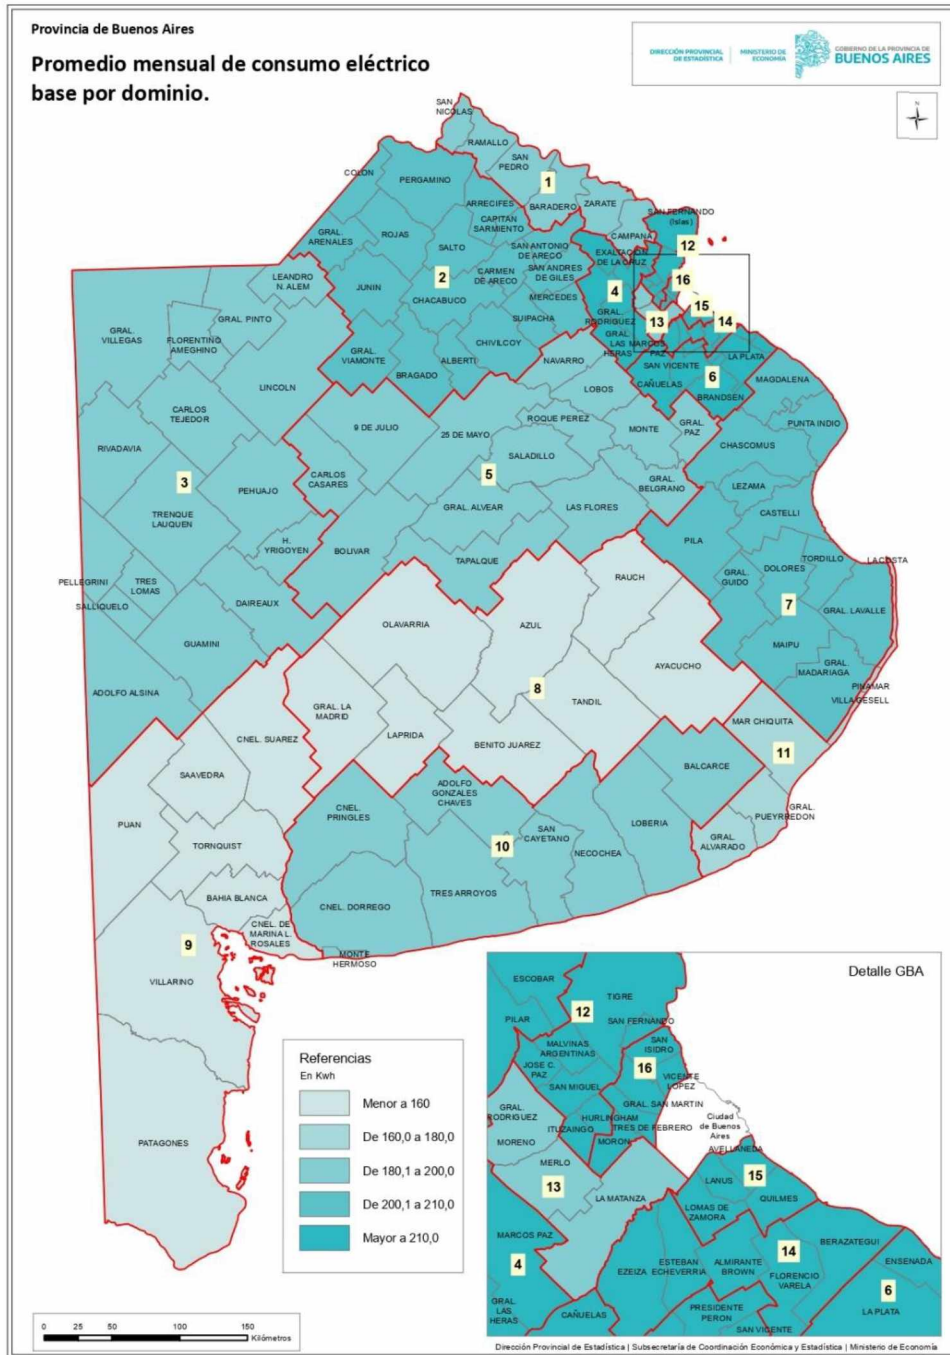 Provincia de Buenos Aires
Promedio mensual de consumo eléctrico
base por dominio.
DIRECCIÓN PROVINCIAL
DE ESTADÍSTICA
MINISTERIO DE
ECONOMÍA
GOBIERNO DE LA PROVINCIA DE
BUENOS AIRES
N
SAN
NICOLAS
RAMALLO
SAN
PEDRO
1
BARADERO
ZARATE
CAMPANA
SAN FERNANDO
(Islas)
12
COLON
PERGAMINO
ARRECIFES
CAPITAN
SARMIENTO
GRAL.
ARENALES
ROJAS
SALTO
SAN ANTONIO
DE ARECO
EXALTACION
DE LA CRUZ
LEANDRO
N. ALEM
JUNIN
2
CARMEN
DE ARECO
SAN ANDRES
DE GILES
4
16
CHACABUCO
MERCEDES
15
GRAL.
VILLEGAS
GRAL. PINTO
SUIPACHA
GRAL.
RODRIGUEZ
13
14
FLORENTINO
AMEGHINO
GRAL.
VIAMONTE
CHIVILCOY
GRAL.
LAS
HERAS
MARCOS
PAZ
ALBERTI
BRAGADO
NAVARRO
SAN VICENTE
LA PLATA
LINCOLN
LOBOS
CAÑUELAS
6
MAGDALENA
BRANDSEN
CARLOS
TEJEDOR
9 DE JULIO
25 DE MAYO
ROQUE PEREZ
MONTE
GRAL.
PAZ
PUNTA INDIO
RIVADAVIA
SALADILLO
CHASCOMUS
3
PEHUAJO
CARLOS
CASARES
5
GRAL.
BELGRANO
LEZAMA
TRENQUE
LAUQUEN
GRAL. ALVEAR
LAS FLORES
CASTELLI
H.
YRIGOYEN
BOLIVAR
TAPALQUE
PILA
TORDILLO
LA COSTA
PELLEGRINI
TRES
LOMAS
SALLIQUELO
DAIREAUX
RAUCH
GRAL.
GUIDO
DOLORES
7
GRAL. LAVALLE
GUAMINI
OLAVARRIA
AZUL
MAIPU
ADOLFO ALSINA
AYACUCHO
GRAL.
MADARIAGA
PINAMAR
VILLA GESELL
8
TANDIL
GRAL. LA
MADRID
LAPRIDA
BENITO JUAREZ
MAR CHIQUITA
11
CNEL. SUAREZ
SAAVEDRA
BALCARCE
ADOLFO
GONZALES
CHAVES
CNEL.
PRINGLES
PUAN
LOBERIA
GRAL.
PUEYRREDON
TORNQUIST
10
SAN
CAYETANO
GRAL.
ALVARADO
NECOCHEA
BAHIA BLANCA
CNEL. DORREGO
TRES ARROYOS
CNEL. DE
MARINA L.
ROSALES
9
MONTE
HERMOSO
VILLARINO
PATAGONES
Referencias
En Kwh
Menor a 160
De 160,0 a 180,0
De 180,1 a 200,0
De 200,1 a 210,0
Mayor a 210,0
Detalle GBA
ESCOBAR
TIGRE
12
PILAR
SAN FERNANDO
MALVINAS
ARGENTINAS
SAN
ISIDRO
JOSE C.
PAZ
16
SAN MIGUEL
VICENTE
LOPEZ
GRAL.
RODRIGUEZ
GRAL. SAN MARTIN
HURLINGHAM
ITUZAINGO
TRES DE FEBRERO
Ciudad
de Buenos
Aires
MORENO
MORON
AVELLANEDA
MERLO
13
LANUS
15
LA MATANZA
QUILMES
LOMAS DE
ZAMORA
MARCOS PAZ
BERAZATEGUI
4
EZEIZA
ESTEBAN
ECHEVERRIA
ALMIRANTE
BROWN
14
ENSENADA
FLORENCIO
VARELA
6
GRAL
LAS
HERAS
CAÑUELAS
PRESIDENTE
PERON
LA PLATA
SAN VICENTE
0 25 50 100 150
Kilómetros
Dirección Provincial de Estadística | Subsecretaría de Coordinación Económica y Estadística | Ministerio de Economía